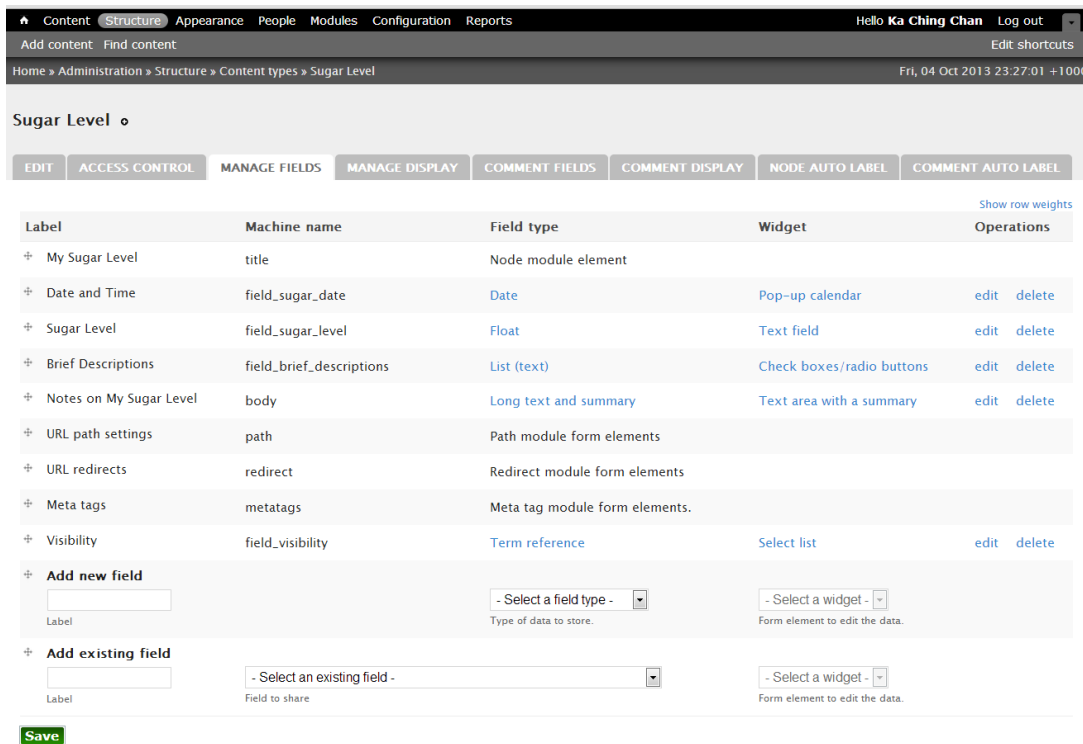 Content Structure Appearance People Modules Configuration Reports Hello Ka Ching Chan Log out
Add content Find content Edit shortcuts
Home » Administration » Structure » Content types » Sugar Level Fri, 04 Oct 2013 23:27:01 +1000
Sugar Level
EDIT ACCESS CONTROL MANAGE FIELDS MANAGE DISPLAY COMMENT FIELDS COMMENT DISPLAY NODE AUTO LABEL COMMENT AUTO LABEL
Show row weights
Label Machine name Field type Widget Operations
My Sugar Level title Node module element
Date and Time field_sugar_date Date Pop-up calendar edit delete
Sugar Level field_sugar_level Float Text field edit delete
Brief Descriptions field_brief_descriptions List (text) Check boxes/radio buttons edit delete
Notes on My Sugar Level body Long text and summary Text area with a summary edit delete
URL path settings path Path module form elements
URL redirects redirect Redirect module form elements
Meta tags metatags Meta tag module form elements.
Visibility field_visibility Term reference Select list edit delete
Add new field
- Select a field type - - Select a widget -
Label Type of data to store. Form element to edit the data.
Add existing field
- Select an existing field - - Select a widget -
Label Field to share Form element to edit the data.
Save